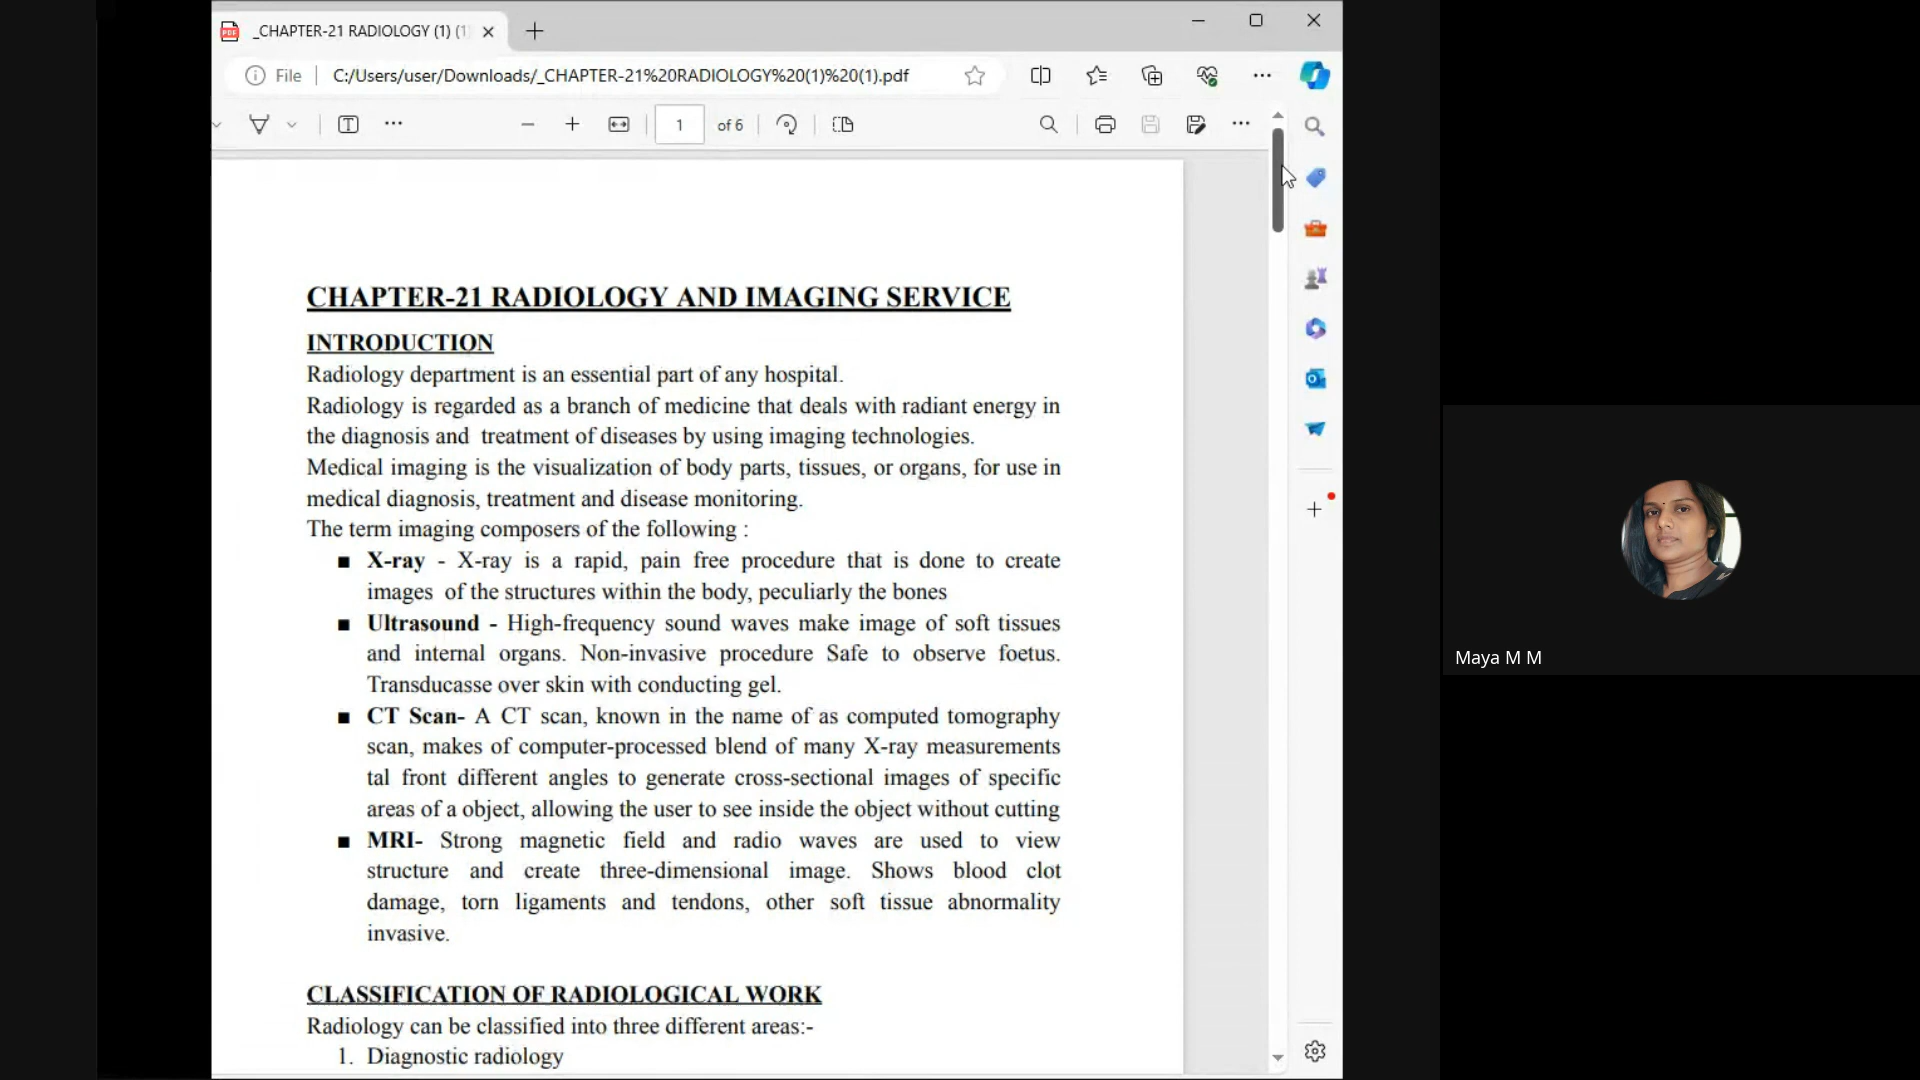 _CHAPTER-21 RADIOLOGY (1) (1
File
C:/Users/user/Downloads/_CHAPTER-21%20RADIOLOGY%20(1)%20(1).pdf
1 of 6
CHAPTER-21 RADIOLOGY AND IMAGING SERVICE
INTRODUCTION
Radiology department is an essential part of any hospital.
Radiology is regarded as a branch of medicine that deals with radiant energy in
the diagnosis and treatment of diseases by using imaging technologies.
Medical imaging is the visualization of body parts, tissues, or organs, for use in
medical diagnosis, treatment and disease monitoring.
The term imaging composers of the following :
■ X-ray - X-ray is a rapid, pain free procedure that is done to create
images of the structures within the body, peculiarly the bones
■ Ultrasound - High-frequency sound waves make image of soft tissues
and internal organs. Non-invasive procedure Safe to observe foetus.
Transducasse over skin with conducting gel.
■ CT Scan- A CT scan, known in the name of as computed tomography
scan, makes of computer-processed blend of many X-ray measurements
tal front different angles to generate cross-sectional images of specific
areas of a object, allowing the user to see inside the object without cutting
■ MRI- Strong magnetic field and radio waves are used to view
structure and create three-dimensional image. Shows blood clot
damage, torn ligaments and tendons, other soft tissue abnormality
invasive.
CLASSIFICATION OF RADIOLOGICAL WORK
Radiology can be classified into three different areas:-
1. Diagnostic radiology
Maya M M